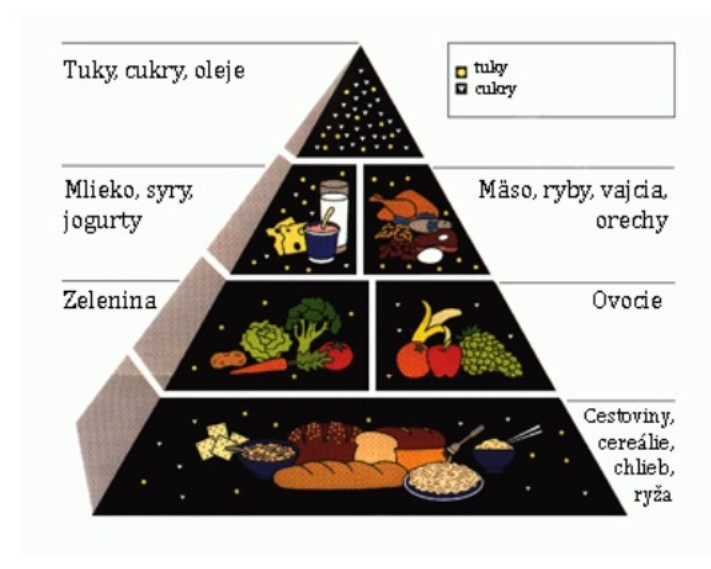 Tuky, cukry, oleje
tuky
cukry
Mlieko, syry,
jogurty
Mäso, ryby, vajcia,
orechy
Zelenina
Ovocie
Cestoviny,
cereálie,
chlieb,
ryža